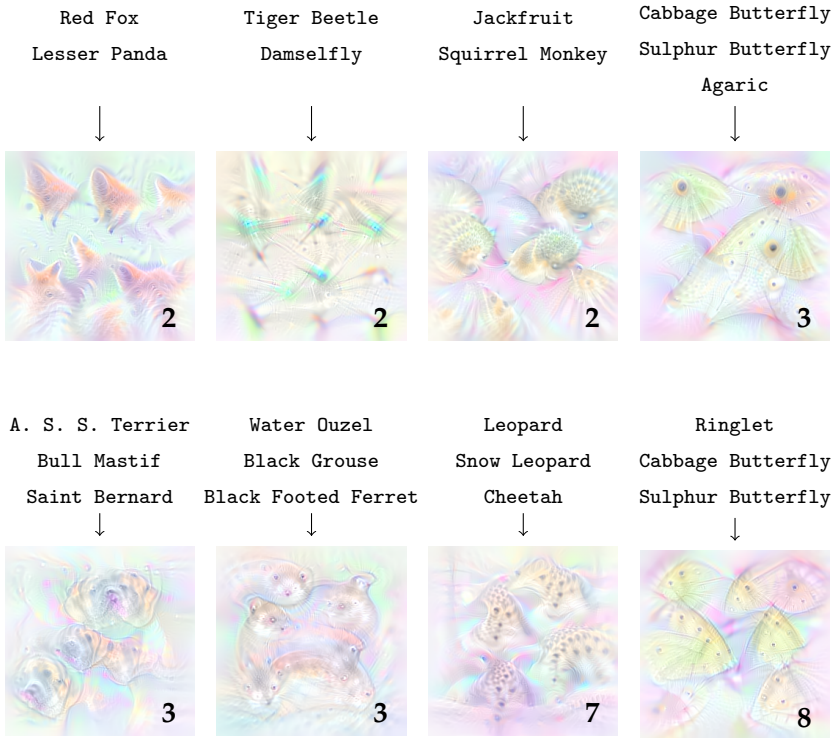 Red Fox
Lesser Panda
Tiger Beetle
Damselfly
Jackfruit
Squirrel Monkey
Cabbage Butterfly
Sulphur Butterfly
Agaric
2
2
2
3
A. S. S. Terrier
Bull Mastif
Saint Bernard
Water Ouzel
Black Grouse
Black Footed Ferret
Leopard
Snow Leopard
Cheetah
Ringlet
Cabbage Butterfly
Sulphur Butterfly
3
3
7
8